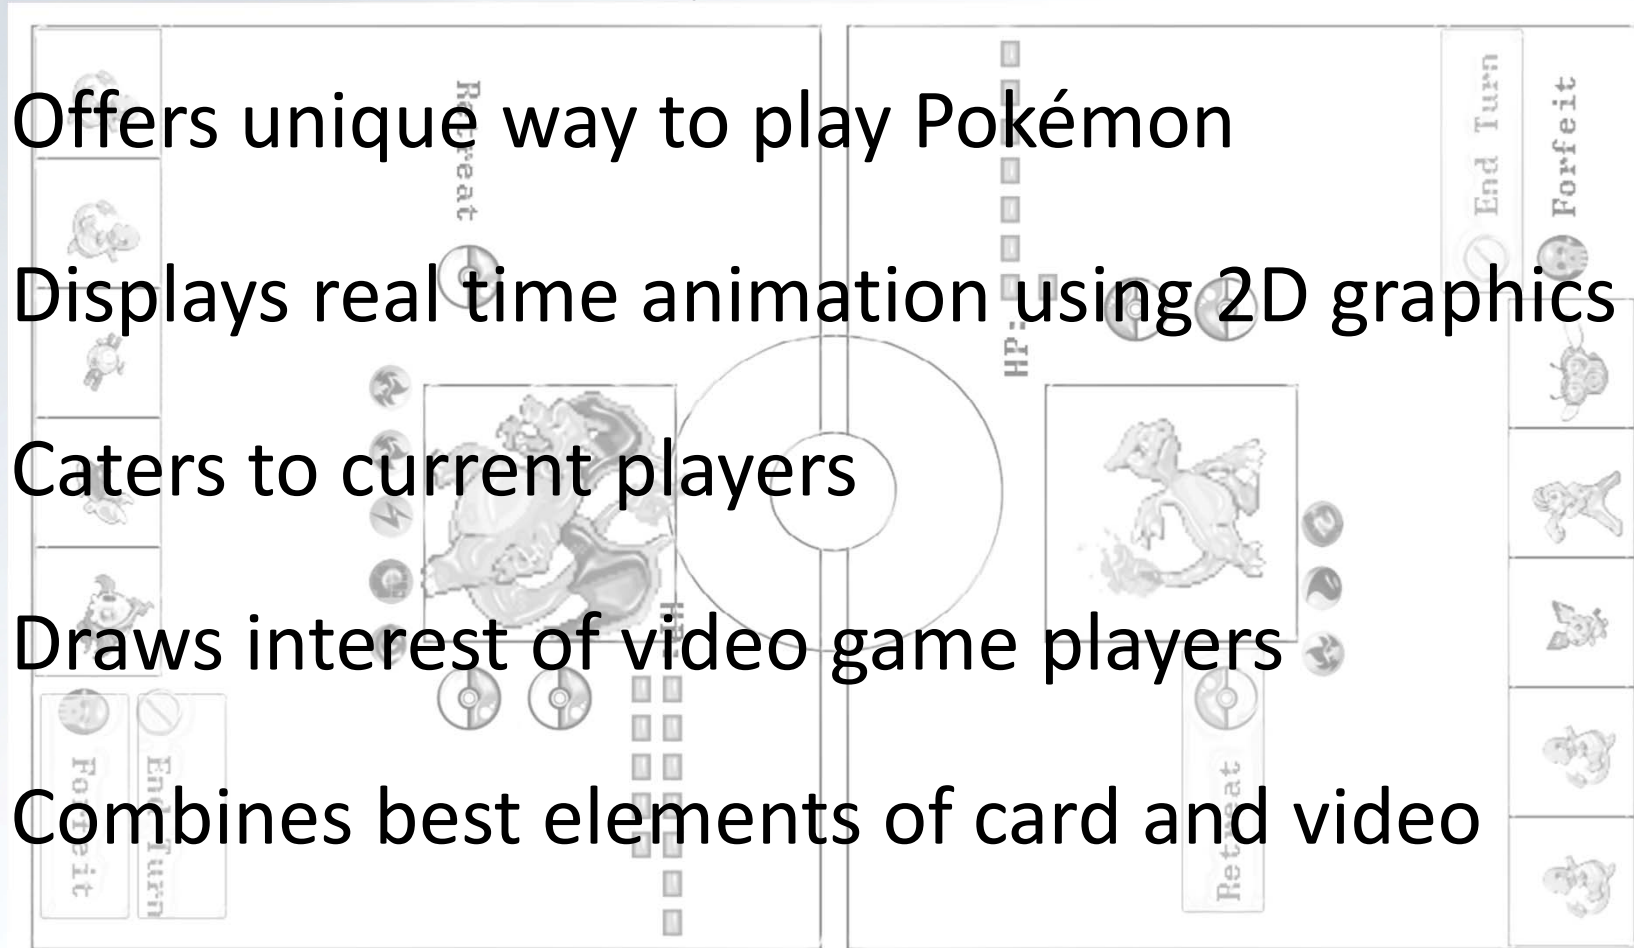 Offers unique way to play Pokémon
Displays real time animation using 2D graphics
Caters to current players
Draws interest of video game players
Combines best elements of card and video
Retreat
HP:
End Turn
Forfeit
HP:
Forfeit
End Turn
Retreat